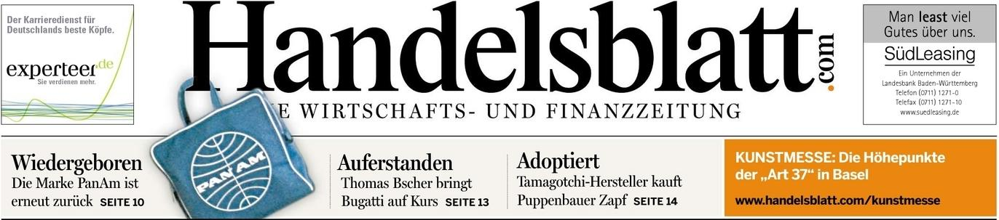 Der Karrieredienst für
Deutschlands beste Köpfe.
experteer.de
Sie verdienen mehr.
Handelsblatt.com
E WIRTSCHAFTS- UND FINANZZEITUNG
Man least viel
Gutes über uns.
SüdLeasing
Ein Unternehmen der
Landesbank Baden-Württemberg
Telefon (0711) 1271-0
Telefax (0711) 1271-10
www.suedleasing.de
Wiedergeboren
Die Marke PanAm ist
erneut zurück SEITE 10
PAN AM
Auferstanden
Thomas Bscher bringt
Bugatti auf Kurs SEITE 13
Adoptiert
Tamagotchi-Hersteller kauft
Puppenbauer Zapf SEITE 14
KUNSTMESSE: Die Höhepunkte
der „Art 37“ in Basel
www.handelsblatt.com/kunstmesse